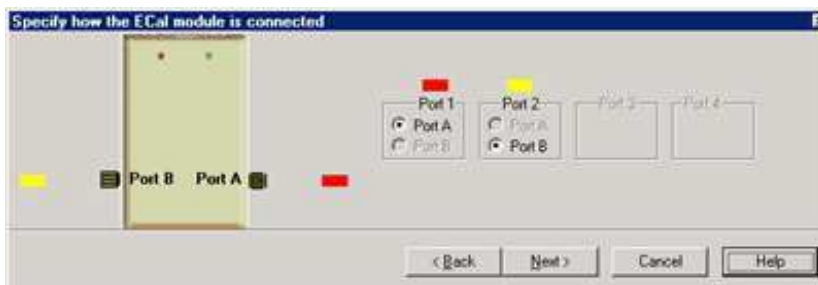 Specify how the ECal module is connected
Port 1
Port A
Port B
Port 2
Port A
Port B
Port 3
Port 4
Port B
Port A
< Back
Next >
Cancel
Help